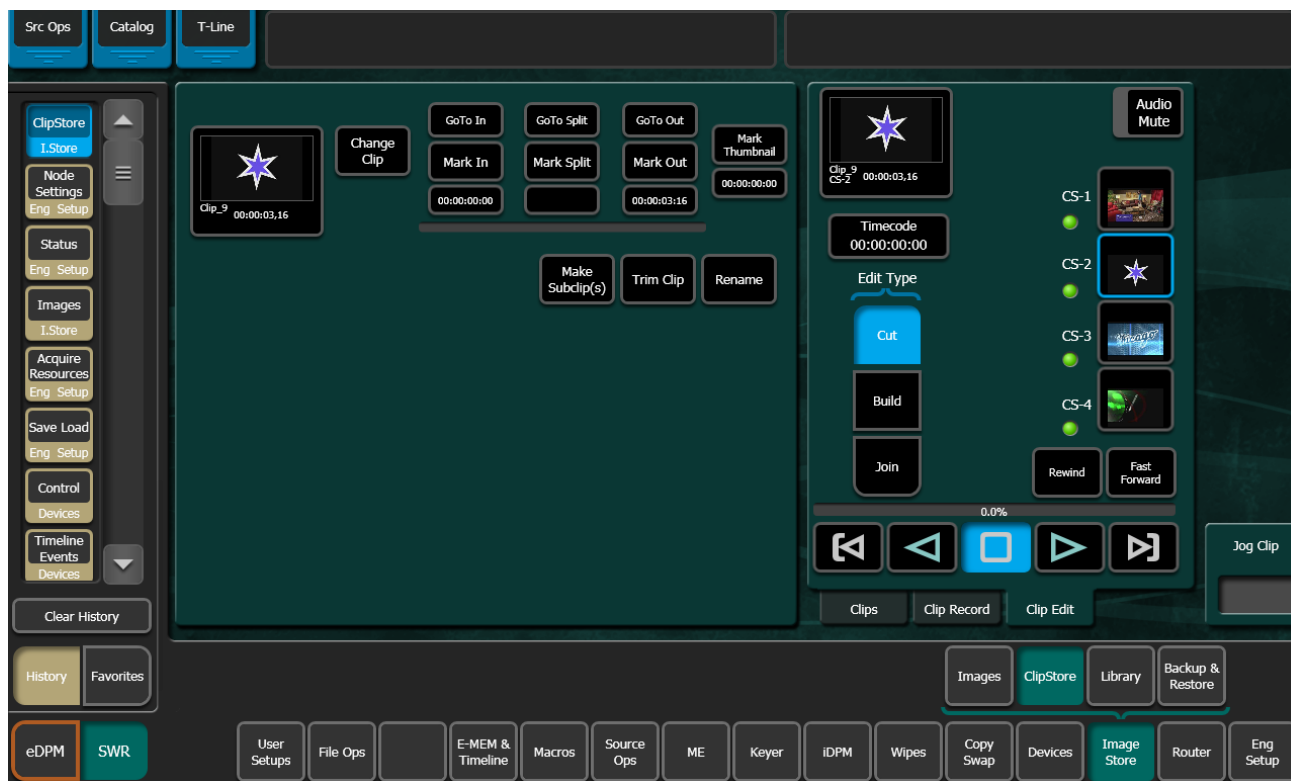 Src Ops
Catalog
T-Line
ClipStore
I.Store
Node
Settings
Eng Setup
Status
Eng Setup
Images
I.Store
Acquire
Resources
Eng Setup
Save Load
Eng Setup
Control
Devices
Timeline
Events
Devices
Clear History
History
Favorites
eDPM
SWR
Clip_9 00:00:03,16
Change
Clip
GoTo In
GoTo Split
GoTo Out
Mark In
Mark Split
Mark Out
Mark
Thumbnail
00:00:00:00
00:00:03:16
00:00:00:00
Make
Subclip(s)
Trim Clip
Rename
Clip_9
CS-2 00:00:03,16
Audio
Mute
Timecode
00:00:00:00
Edit Type
Cut
Build
Join
CS-1
CS-2
CS-3
CS-4
Rewind
Fast
Forward
0.0%
Clips
Clip Record
Clip Edit
Jog Clip
Images
ClipStore
Library
Backup &
Restore
User
Setups
File Ops
E-MEM &
Timeline
Macros
Source
Ops
ME
Keyer
iDPM
Wipes
Copy
Swap
Devices
Image
Store
Router
Eng
Setup